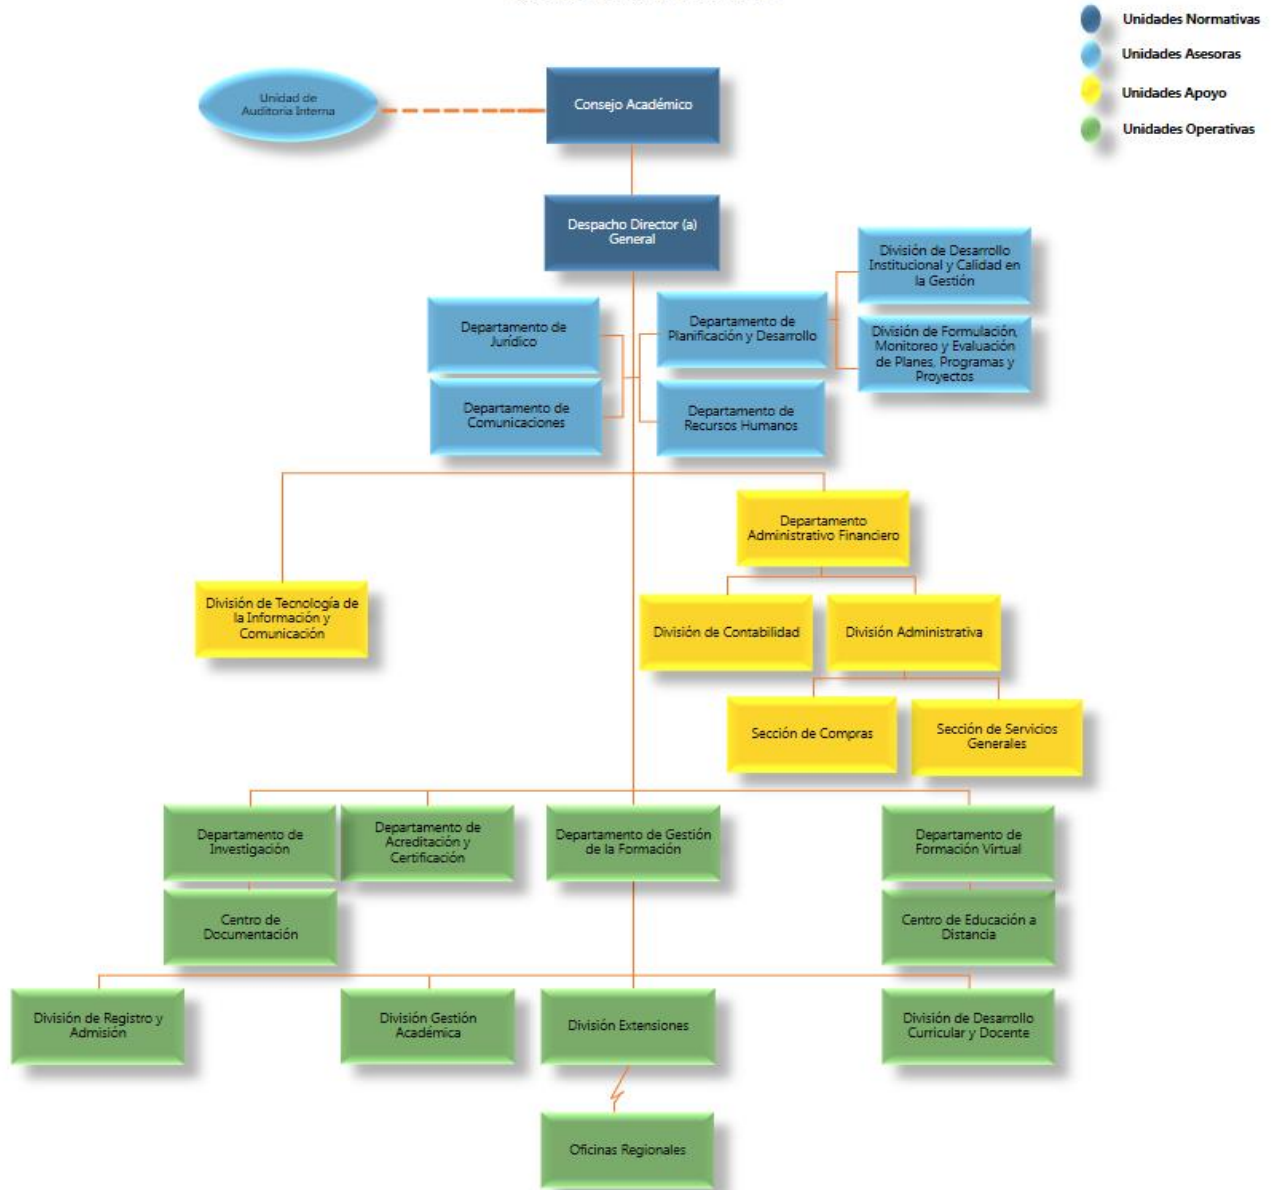 Unidades Normativas
Unidades Asesoras
Unidades Apoyo
Unidades Operativas
Unidad de
Auditoria Interna
Consejo Académico
Despacho Director (a)
General
División de Desarrollo
Institucional y Calidad en
la Gestión
Departamento de
Jurídico
Departamento de
Planificación y Desarrollo
División de Formulación,
Monitoreo y Evaluación
de Planes, Programas y
Proyectos
Departamento de
Comunicaciones
Departamento de
Recursos Humanos
Departamento
Administrativo Financiero
División de Tecnología de
la Información y
Comunicación
División de Contabilidad
División Administrativa
Sección de Compras
Sección de Servicios
Generales
Departamento de
Investigación
Departamento de
Acreditación y
Certificación
Departamento de Gestión
de la Formación
Departamento de
Formación Virtual
Centro de
Documentación
Centro de Educación a
Distancia
División de Registro y
Admisión
División Gestión
Académica
División Extensiones
División de Desarrollo
Curricular y Docente
Oficinas Regionales